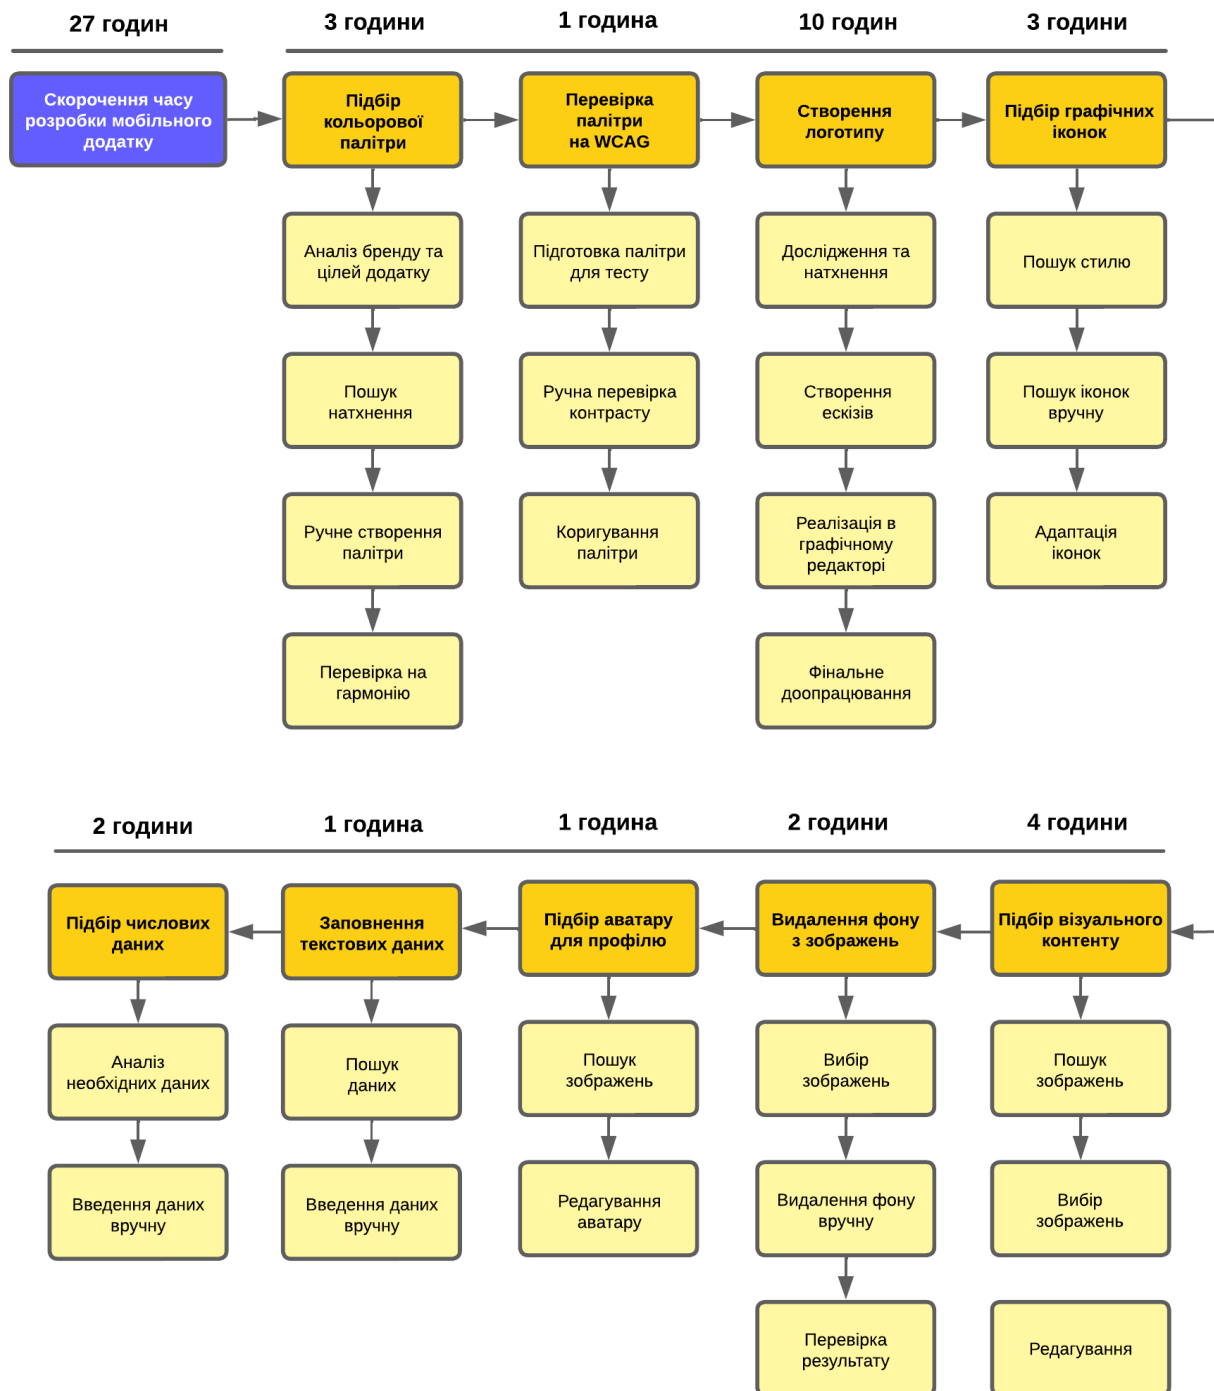 27 годин
3 години
1 година
10 годин
3 години
Скорочення часу
розробки мобільного
додатку
Підбір
кольорової
палітри
Перевірка
палітри
на WCAG
Створення
логотипу
Підбір графічних
іконок
Аналіз бренду та
цілей додатку
Підготовка палітри
для тесту
Дослідження та
натхнення
Пошук стилю
Пошук
натхнення
Ручна перевірка
контрасту
Створення
ескізів
Пошук іконок
вручну
Ручне створення
палітри
Коригування
палітри
Реалізація в
графічному
редакторі
Адаптація
іконок
Перевірка на
гармонію
Фінальне
доопрацювання
2 години
1 година
1 година
2 години
4 години
Підбір числових
даних
Заповнення
текстових даних
Підбір аватару
для профілю
Видалення фону
з зображень
Підбір візуального
контенту
Аналіз
необхідних даних
Пошук
даних
Пошук
зображень
Вибір
зображень
Пошук
зображень
Введення даних
вручну
Введення даних
вручну
Редагування
аватару
Видалення фону
вручну
Вибір
зображень
Перевірка
результату
Редагування